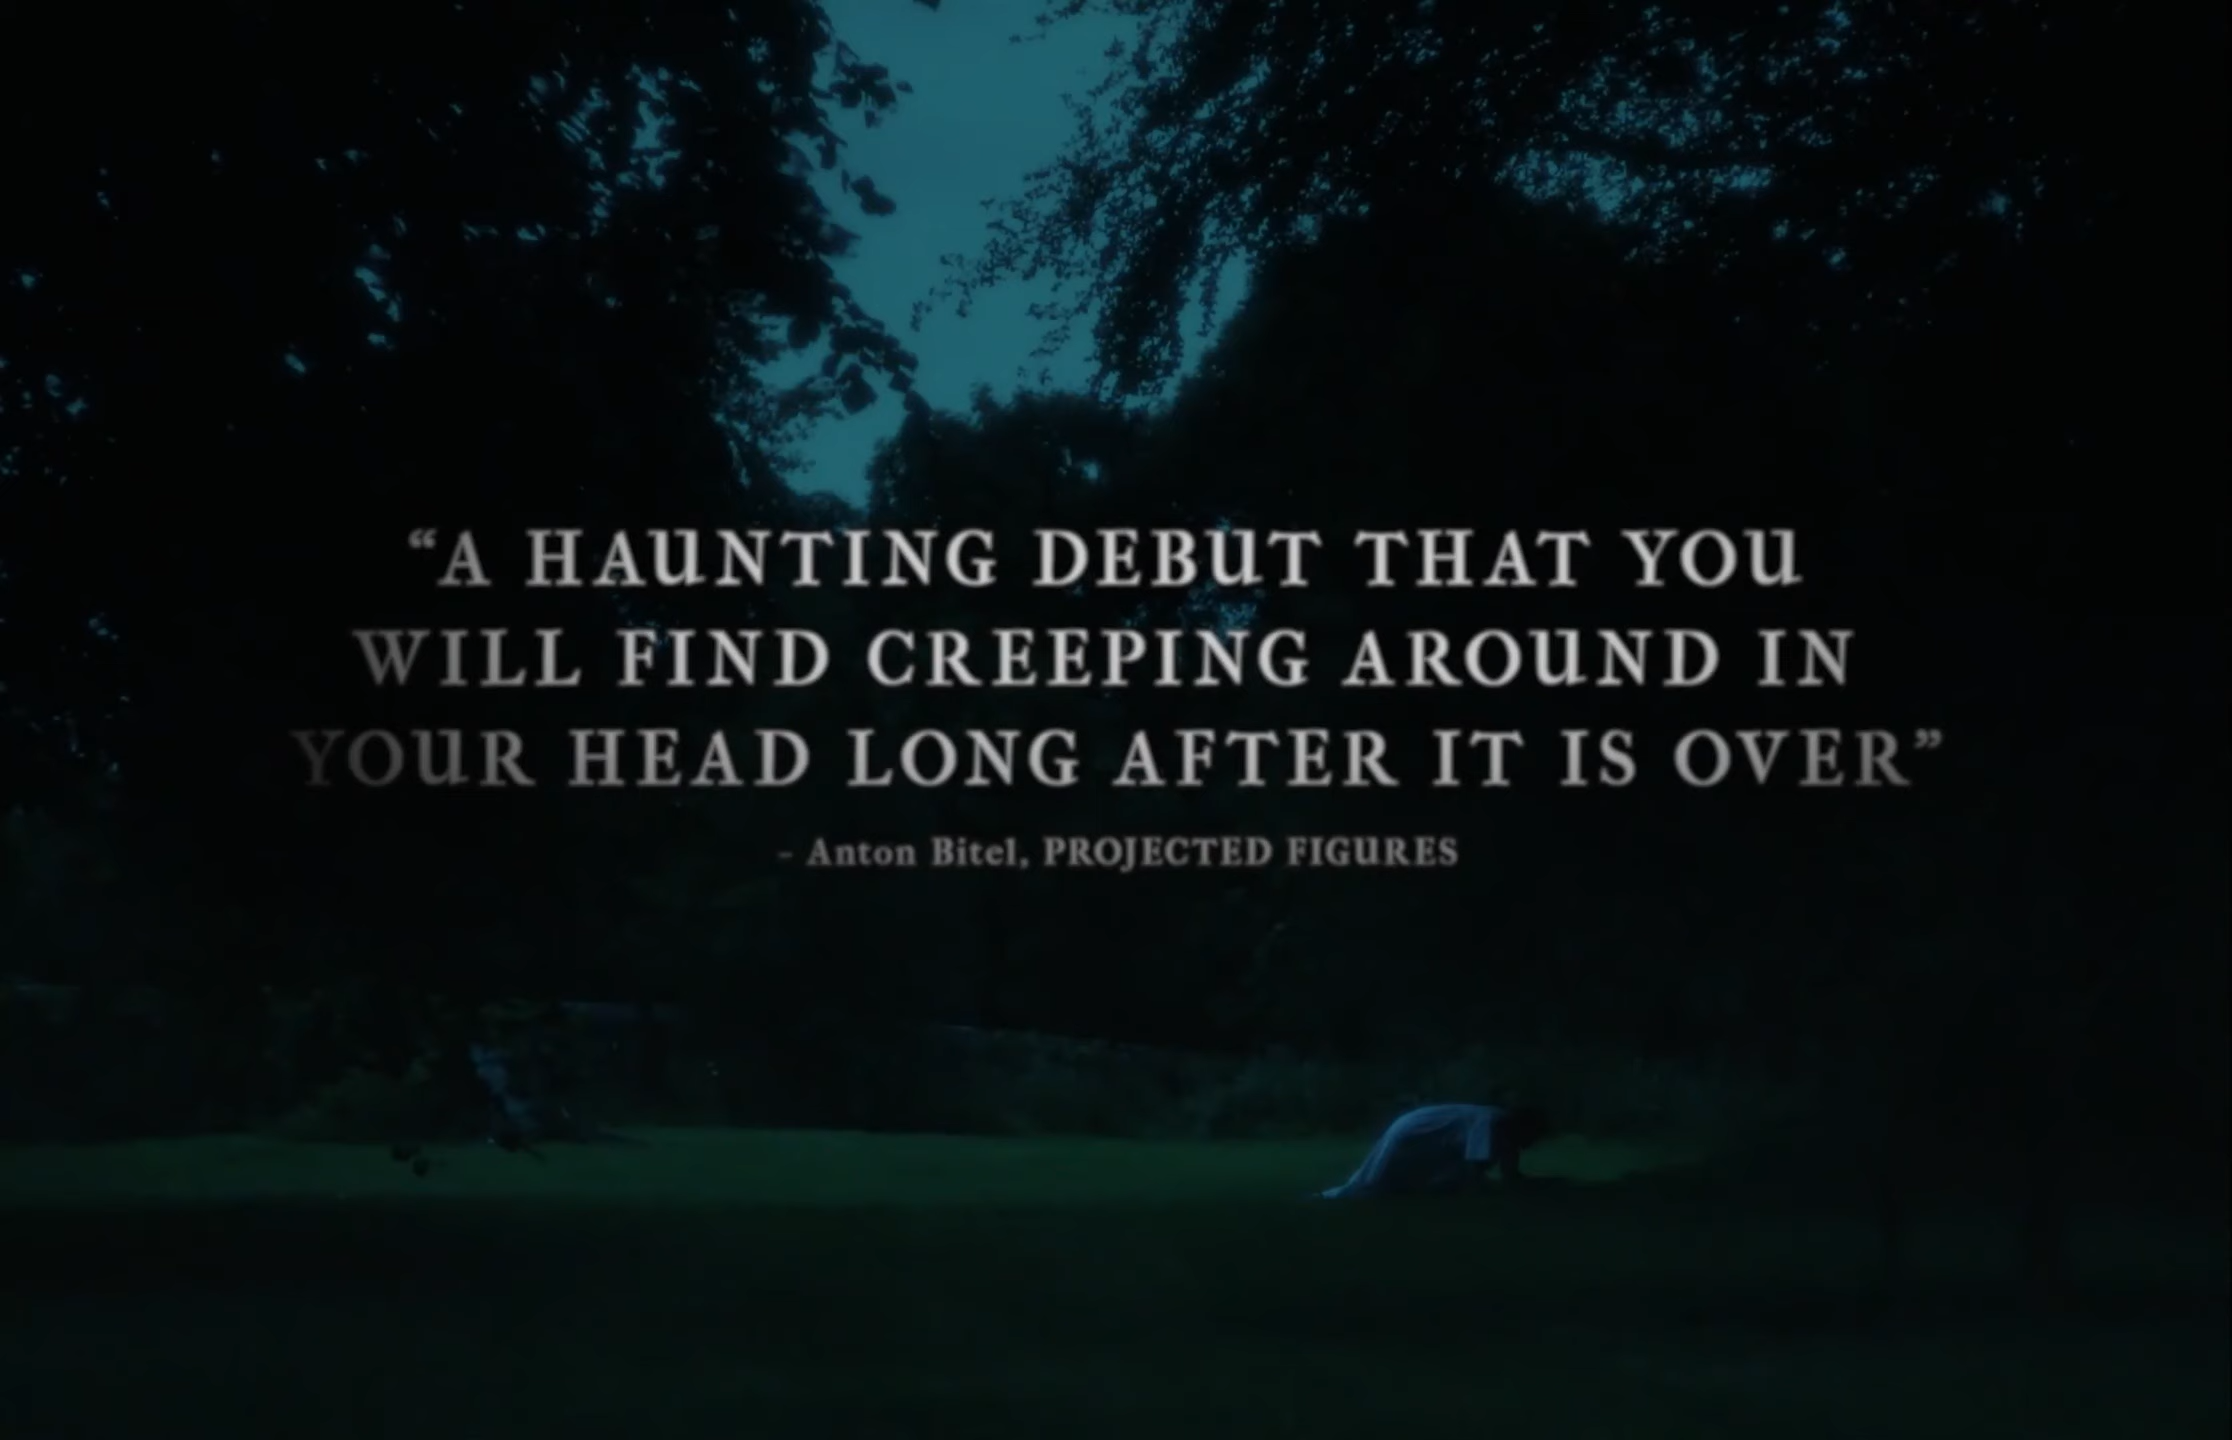 “A HAUNTING DEBUT THAT YOU
WILL FIND CREEPING AROUND IN
YOUR HEAD LONG AFTER IT IS OVER”
- Anton Bitel, PROJECTED FIGURES